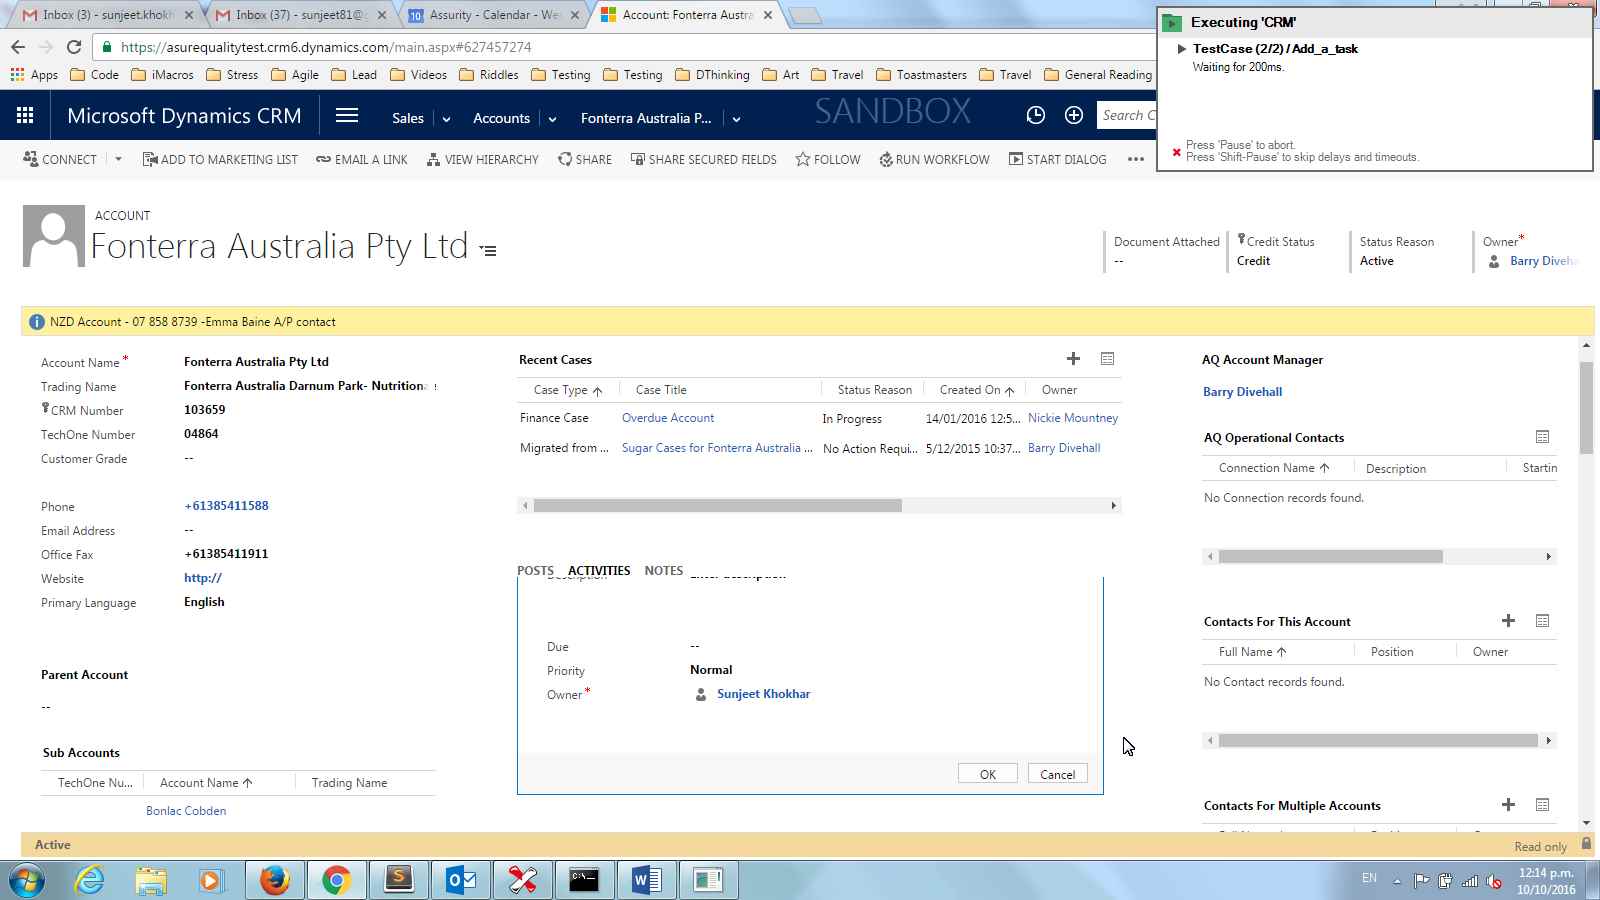 Inbox (3) - sunjeet.khokh
Inbox (37) - sunjeet81@
Assurity - Calendar - We
Account: Fonterra Austra
https://asurequalitytest.crm6.dynamics.com/main.aspx#627457274
Apps Code iMacros Stress Agile Lead Videos Riddles Testing Testing DThinking Art Travel Toastmasters Travel General Reading
Executing 'CRM'
TestCase (2/2) / Add_a_task
Waiting for 200ms.
Press 'Pause' to abort.
Press 'Shift-Pause' to skip delays and timeouts.
Microsoft Dynamics CRM Sales Accounts Fonterra Australia P... SANDBOX Search C
CONNECT ADD TO MARKETING LIST EMAIL A LINK VIEW HIERARCHY SHARE SHARE SECURED FIELDS FOLLOW RUN WORKFLOW START DIALOG •••
ACCOUNT
Fonterra Australia Pty Ltd
Document Attached
--
Credit Status
Credit
Status Reason
Active
Owner*
Barry Diveha
NZD Account - 07 858 8739 -Emma Baine A/P contact
Account Name* Fonterra Australia Pty Ltd
Trading Name Fonterra Australia Darnum Park- Nutritiona
CRM Number 103659
TechOne Number 04864
Customer Grade --
Phone +61385411588
Email Address --
Office Fax +61385411911
Website http://
Primary Language English
Parent Account
--
Sub Accounts
TechOne Nu... Account Name Trading Name
Bonlac Cobden
Recent Cases
Case Type Case Title Status Reason Created On Owner
Finance Case Overdue Account In Progress 14/01/2016 12:5... Nickie Mountney
Migrated from ... Sugar Cases for Fonterra Australia ... No Action Requi... 5/12/2015 10:37... Barry Divehall
POSTS ACTIVITIES NOTES
Description Enter description
Due --
Priority Normal
Owner* Sunjeet Khokhar
OK Cancel
AQ Account Manager
Barry Divehall
AQ Operational Contacts
Connection Name Description Startin
No Connection records found.
Contacts For This Account
Full Name Position Owner
No Contact records found.
Contacts For Multiple Accounts
Active
Read only
EN
12:14 p.m.
10/10/2016